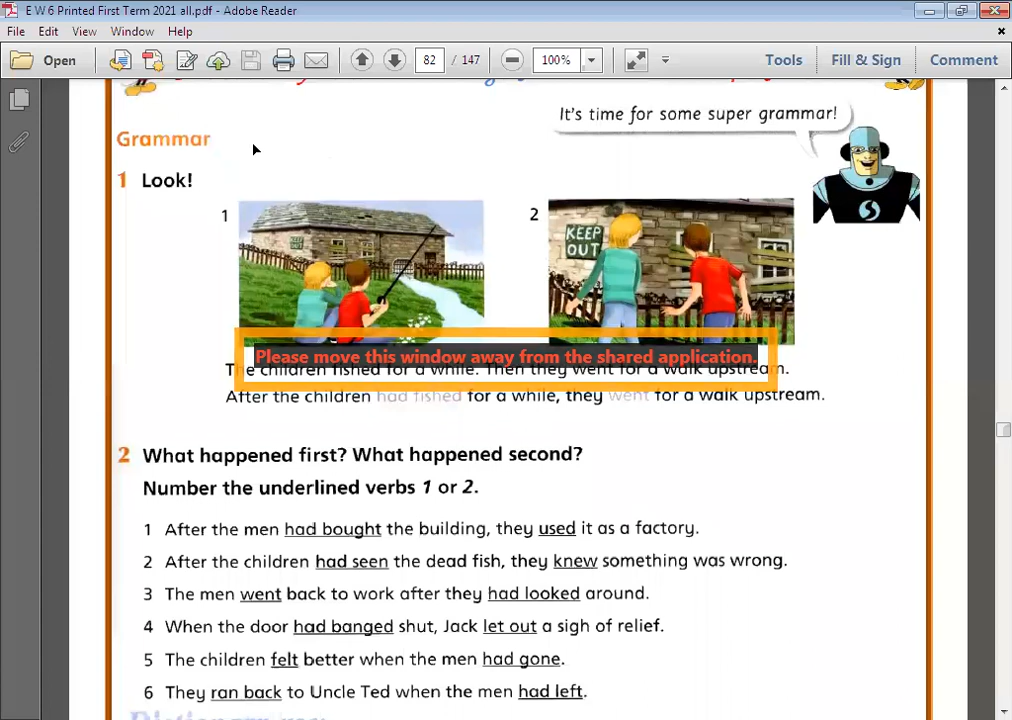 E W 6 Printed First Term 2021 all.pdf - Adobe Reader
File Edit View Window Help
Open 82 / 147 100% Tools Fill & Sign Comment
It's time for some super grammar!
Grammar
1 Look!
1 2
KEEP OUT
KEEP
OUT
Please move this window away from the shared application.
The children fished for a while. Then they went for a walk upstream.
After the children had fished for a while, they went for a walk upstream.
2 What happened first? What happened second?
Number the underlined verbs 1 or 2.
1 After the men had bought the building, they used it as a factory.
2 After the children had seen the dead fish, they knew something was wrong.
3 The men went back to work after they had looked around.
4 When the door had banged shut, Jack let out a sigh of relief.
5 The children felt better when the men had gone.
6 They ran back to Uncle Ted when the men had left.